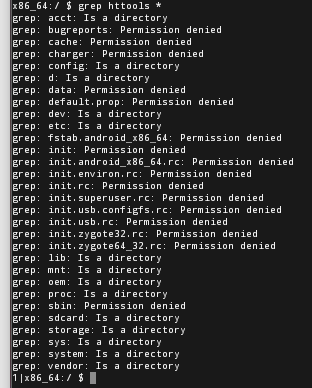 x86_64:/ $ grep httools *
grep: acct: Is a directory
grep: bugreports: Permission denied
grep: cache: Permission denied
grep: charger: Permission denied
grep: config: Is a directory
grep: d: Is a directory
grep: data: Permission denied
grep: default.prop: Permission denied
grep: dev: Is a directory
grep: etc: Is a directory
grep: fstab.android_x86_64: Permission denied
grep: init: Permission denied
grep: init.android_x86_64.rc: Permission denied
grep: init.environ.rc: Permission denied
grep: init.rc: Permission denied
grep: init.superuser.rc: Permission denied
grep: init.usb.configfs.rc: Permission denied
grep: init.usb.rc: Permission denied
grep: init.zygote32.rc: Permission denied
grep: init.zygote64_32.rc: Permission denied
grep: lib: Is a directory
grep: mnt: Is a directory
grep: oem: Is a directory
grep: proc: Is a directory
grep: sbin: Permission denied
grep: sdcard: Is a directory
grep: storage: Is a directory
grep: sys: Is a directory
grep: system: Is a directory
grep: vendor: Is a directory
1|x86_64:/ $